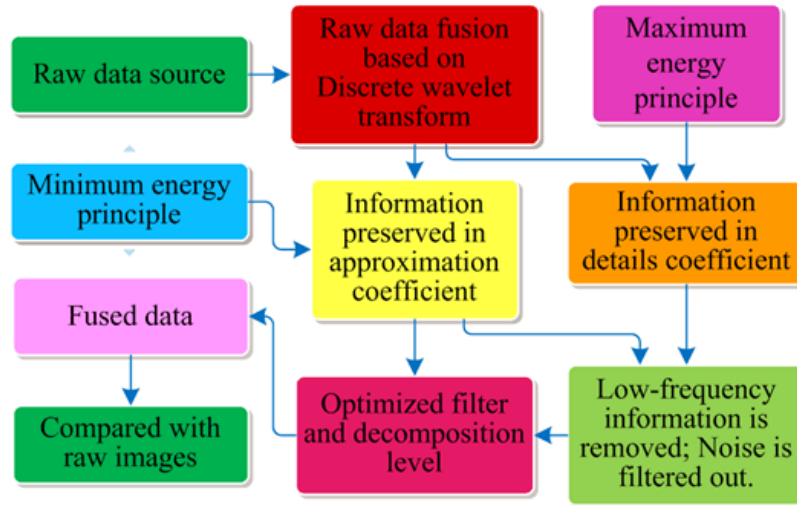 Raw data source
Raw data fusion
based on
Discrete wavelet
transform
Maximum
energy
principle
Minimum energy
principle
Information
preserved in
approximation
coefficient
Information
preserved in
details coefficient
Fused data
Optimized filter
and decomposition
level
Low-frequency
information is
removed; Noise is
filtered out.
Compared with
raw images